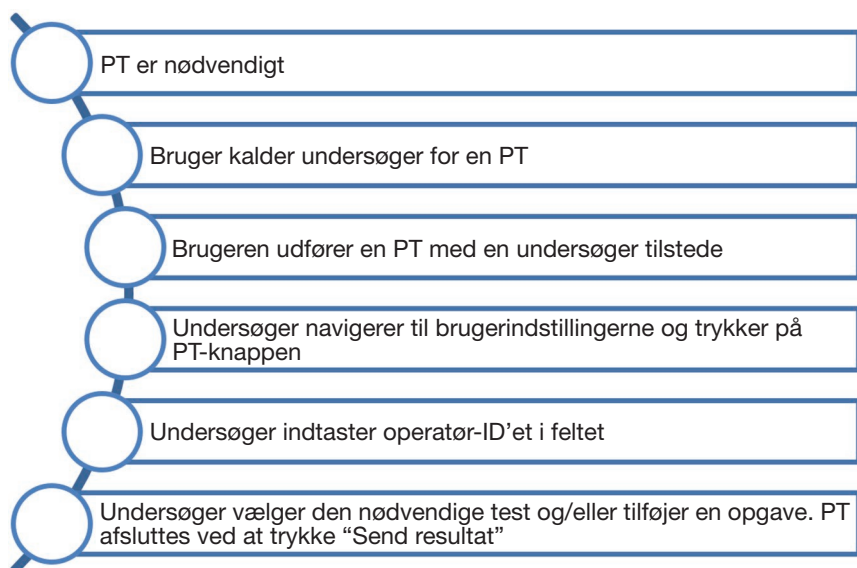 PT er nødvendigt
Bruger kalder undersøger for en PT
Brugeren udfører en PT med en undersøger tilstede
Undersøger navigerer til brugerindstillingerne og trykker på
PT-knappen
Undersøger indtaster operatør-ID’et i feltet
Undersøger vælger den nødvendige test og/eller tilføjer en opgave. PT
afsluttes ved at trykke “Send resultat”